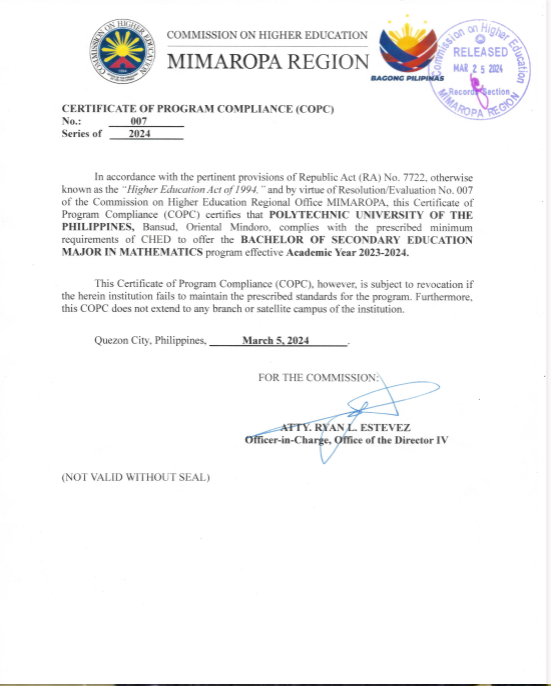 COMMISSION ON HIGHER EDUCATION
MIMAROPA REGION
COMMISSION ON HIGHER EDUCATION
BAGONG PILIPINAS
Commission on Higher Education
RELEASED
MAR 25 2024
Records Section
MIMAROPA REGION
CERTIFICATE OF PROGRAM COMPLIANCE (COPC)
No.: 007
Series of 2024
In accordance with the pertinent provisions of Republic Act (RA) No. 7722, otherwise
known as the "Higher Education Act of 1994," and by virtue of Resolution/Evaluation No. 007
of the Commission on Higher Education Regional Office MIMAROPA, this Certificate of
Program Compliance (COPC) certifies that POLYTECHNIC UNIVERSITY OF THE
PHILIPPINES, Bansud, Oriental Mindoro, complies with the prescribed minimum
requirements of CHED to offer the BACHELOR OF SECONDARY EDUCATION
MAJOR IN MATHEMATICS program effective Academic Year 2023-2024.
This Certificate of Program Compliance (COPC), however, is subject to revocation if
the herein institution fails to maintain the prescribed standards for the program. Furthermore,
this COPC does not extend to any branch or satellite campus of the institution.
Quezon City, Philippines, March 5, 2024.
FOR THE COMMISSION:
ATTY. RYAN L. ESTEVEZ
Officer-in-Charge, Office of the Director IV
(NOT VALID WITHOUT SEAL)